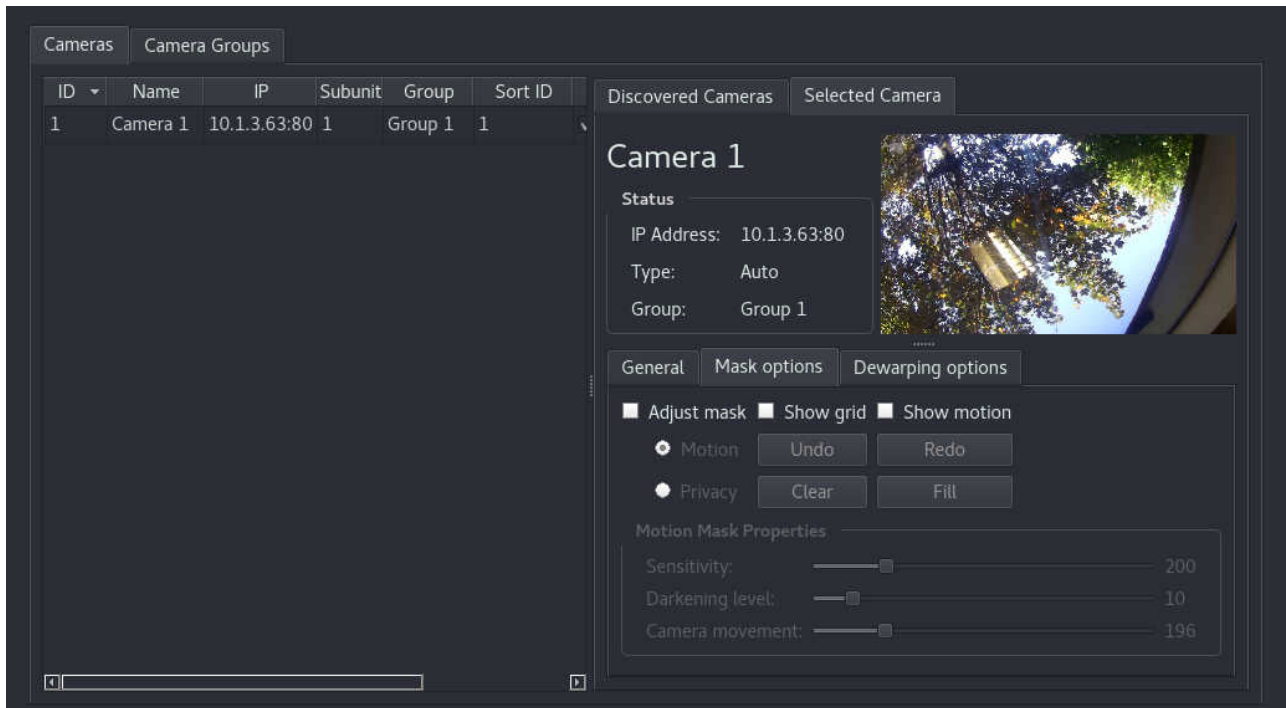 Cameras Camera Groups
ID Name IP Subunit Group Sort ID
1 Camera 1 10.1.3.63:80 1 Group 1 1
Discovered Cameras Selected Camera
Camera 1
Status
IP Address: 10.1.3.63:80
Type: Auto
Group: Group 1
General Mask options Dewarping options
Adjust mask Show grid Show motion
Motion Undo Redo
Privacy Clear Fill
Motion Mask Properties
Sensitivity: 200
Darkening level: 10
Camera movement: 196